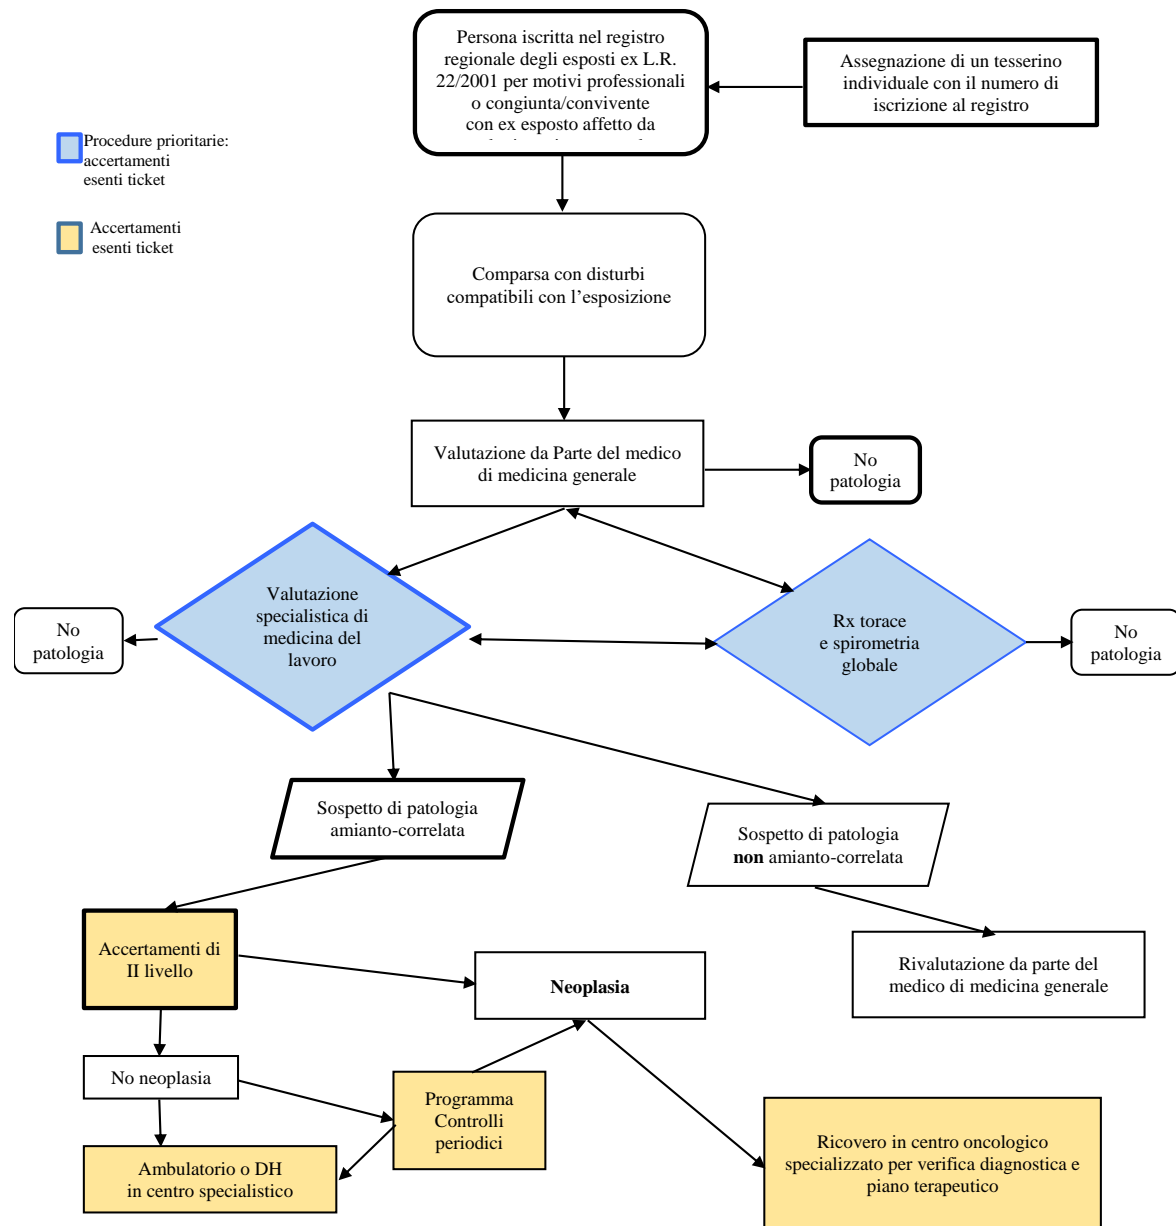 Persona iscritta nel registro
regionale degli esposti ex L.R.
22/2001 per motivi professionali
o congiunta/convivente
con ex esposto affetto da
Assegnazione di un tesserino
individuale con il numero di
iscrizione al registro
Procedure prioritarie:
accertamenti
esenti ticket
Accertamenti
esenti ticket
Comparsa con disturbi
compatibili con l’esposizione
Valutazione da Parte del medico
di medicina generale
No
patologia
Valutazione
specialistica di
medicina del
lavoro
Rx torace
e spirometria
globale
No
patologia
No
patologia
Sospetto di patologia
amianto-correlata
Sospetto di patologia
non amianto-correlata
Accertamenti di
II livello
Neoplasia
Rivalutazione da parte del
medico di medicina generale
No neoplasia
Programma
Controlli
periodici
Ambulatorio o DH
in centro specialistico
Ricovero in centro oncologico
specializzato per verifica diagnostica e
piano terapeutico